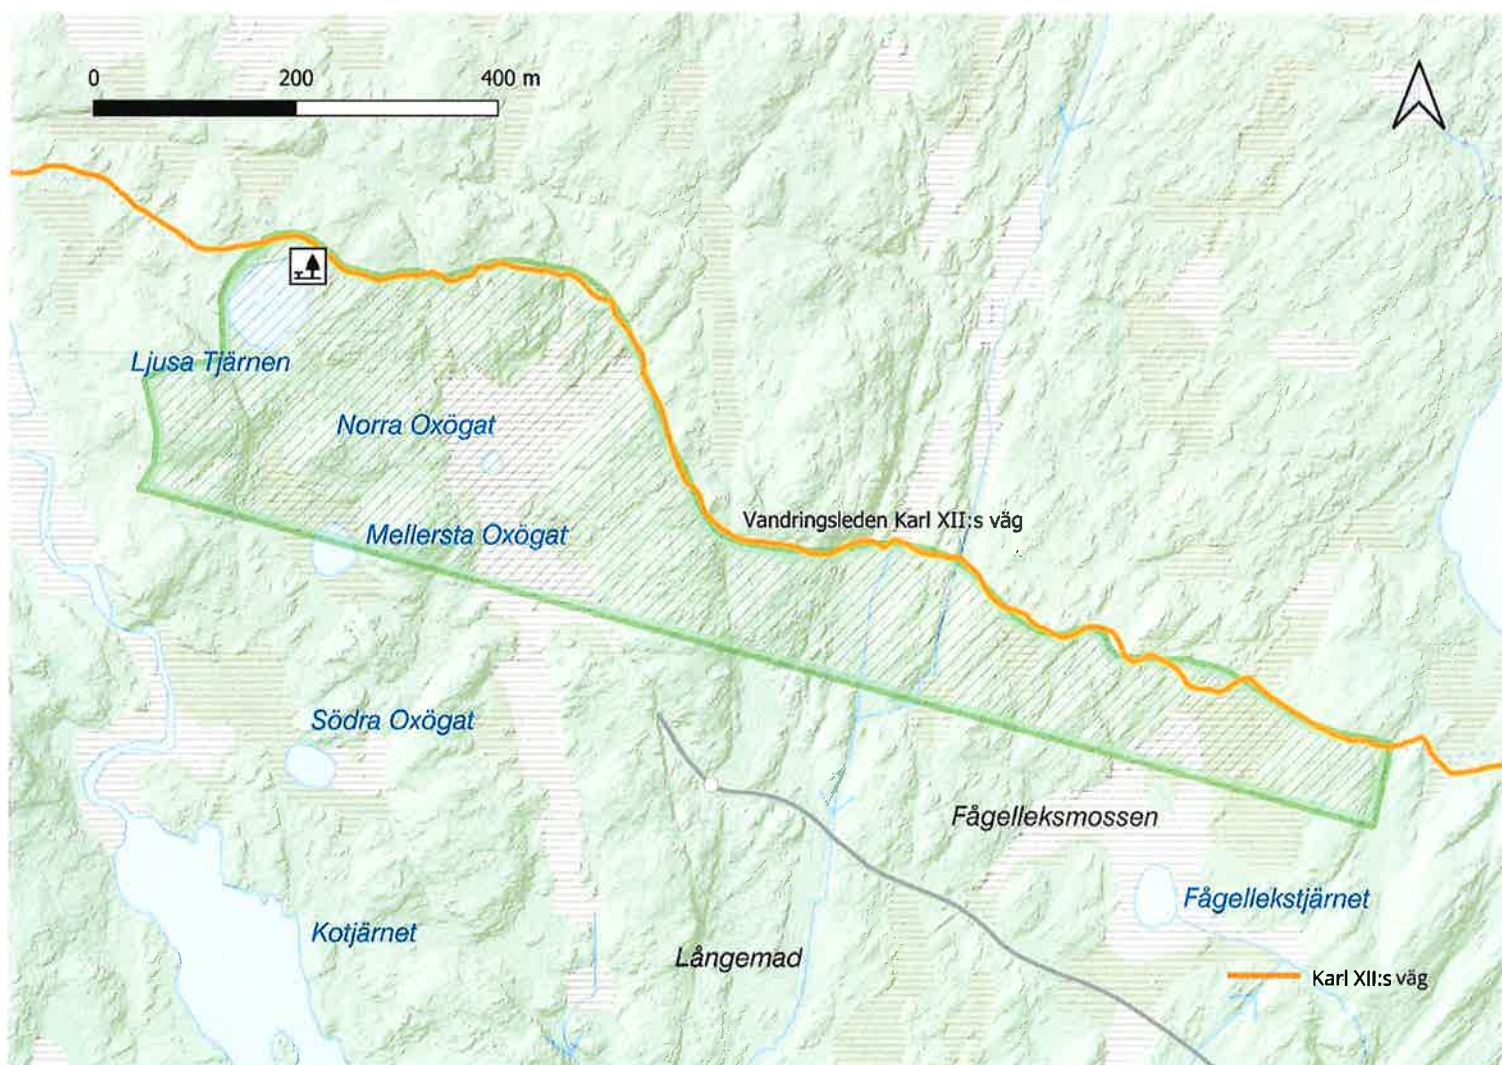 0 200 400 m
Ljusa Tjärnen
Norra Oxögat
Mellersta Oxögat
Vandringsleden Karl XII:s väg
Södra Oxögat
Fågelleksmossen
Fågellekstjärnet
Kotjärnet
Långemad
Karl XII:s väg